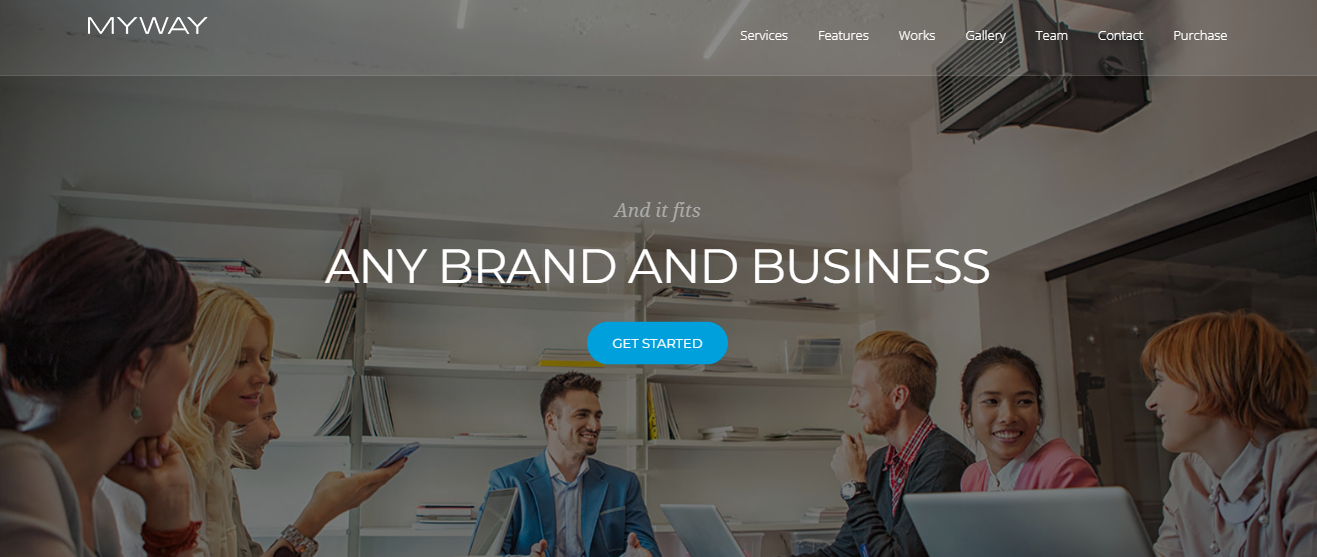 MYWAY
Services Features Works Gallery Team Contact Purchase
And it fits
ANY BRAND AND BUSINESS
GET STARTED